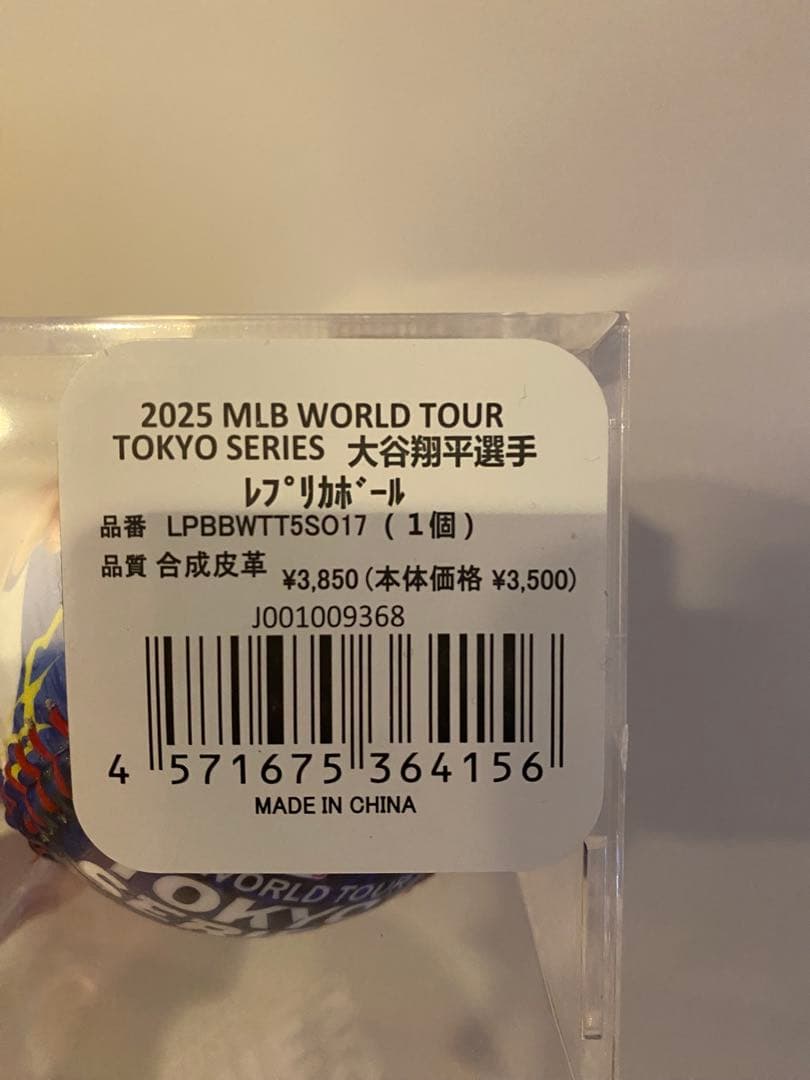 2025 MLB WORLD TOUR
TOKYO SERIES 大谷翔平選手
ﾚﾌﾟﾘｶﾎﾞｰﾙ
品番 LPBBWTT5SO17 (1個)
品質 合成皮革 ¥3,850(本体価格 ¥3,500)
J001009368
4 571675 364156
MADE IN CHINA
WORLD TOUR
TOKYO